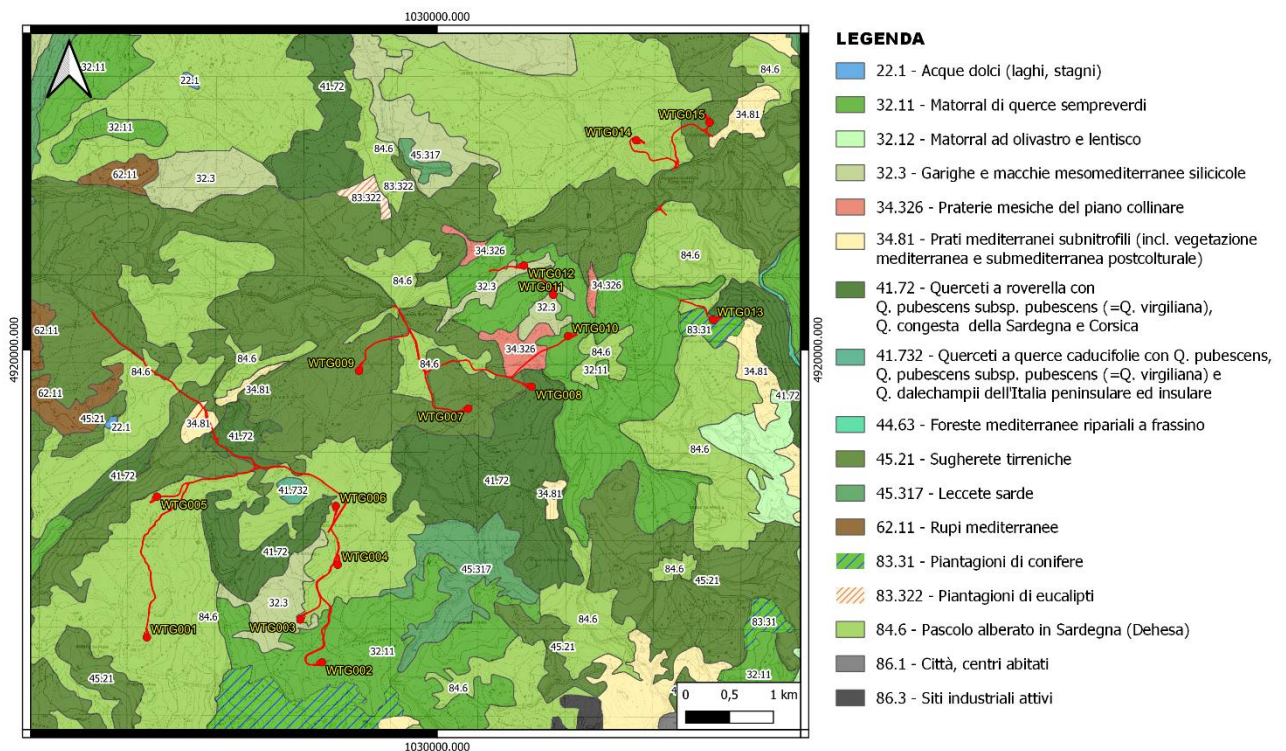 1030000.000
4920000.000
32.11
22.1
41.72
84.6
WTG015
34.81
WTG014
32.11
84.6
45.317
62.11
32.3
83.322
83.322
34.326
84.6
84.6
WTG012
32.3
WTG011
34.326
32.3
83.31
WTG013
62.11
WTG010
34.326
84.6
84.6
WTG009
84.6
32.11
34.81
84.6
62.11
34.81
WTG008
41.72
45:21
22.1
34.81
WTG007
41.72
41.72
84.6
41.72
WTG005
41.732
WTG006
34.81
41.72
WTG004
45.317
84.6
45:21
32.3
84.6
WTG003
84.6
WTG001
83.31
32.11
WTG002
45:21
84.6
32.11
84.6
0 0,5 1 km
1030000.000
4920000.000
LEGENDA
22.1 - Acque dolci (laghi, stagni)
32.11 - Matorral di querce sempreverdi
32.12 - Matorral ad olivastro e lentisco
32.3 - Garighe e macchie mesomediterranee silicicole
34.326 - Praterie mesiche del piano collinare
34.81 - Prati mediterranei subnitrofili (incl. vegetazione
mediterranea e submediterranea postcolturale)
41.72 - Querceti a roverella con
Q. pubescens subsp. pubescens (=Q. virgiliana),
Q. congesta della Sardegna e Corsica
41.732 - Querceti a querce caducifolie con Q. pubescens,
Q. pubescens subsp. pubescens (=Q. virgiliana) e
Q. dalechampii dell'Italia peninsulare ed insulare
44.63 - Foreste mediterranee ripariali a frassino
45.21 - Sugherete tirreniche
45.317 - Leccete sarde
62.11 - Rupi mediterranee
83.31 - Piantagioni di conifere
83.322 - Piantagioni di eucalipti
84.6 - Pascolo alberato in Sardegna (Dehesa)
86.1 - Città, centri abitati
86.3 - Siti industriali attivi